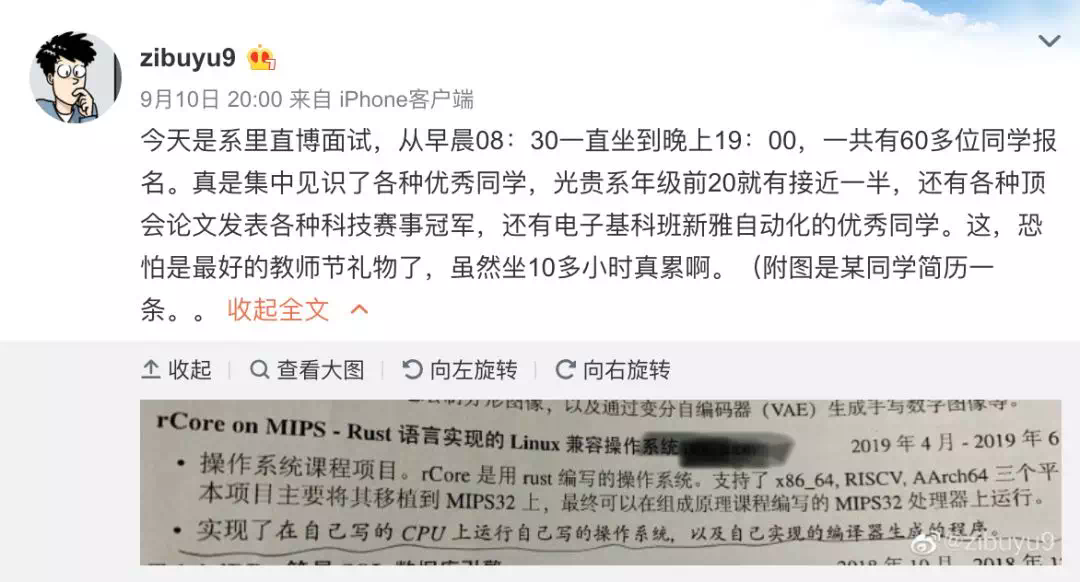 zibuyu9
9月10日 20:00 来自 iPhone客户端
今天是系里直博面试，从早晨08：30一直坐到晚上19：00，一共有60多位同学报
名。真是集中见识了各种优秀同学，光贵系年级前20就有接近一半，还有各种顶
会论文发表各种科技赛事冠军，还有电子基科班新雅自动化的优秀同学。这，恐
怕是最好的教师节礼物了，虽然坐10多小时真累啊。（附图是某同学简历一
条。。 收起全文
收起 查看大图 向左旋转 向右旋转
图像，以及通过变分自编码器（VAE）生成手写数字图像等。
rCore on MIPS - Rust 语言实现的 Linux 兼容操作系统 2019 年 4 月 - 2019 年 6
• 操作系统课程项目。rCore 是用 rust 编写的操作系统。支持了 x86_64, RISCV, AArch64 三个平
本项目主要将其移植到 MIPS32 上，最终可以在组成原理课程编写的 MIPS32 处理器上运行。
• 实现了在自己写的 CPU 上运行自己写的操作系统，以及自己实现的编译器生成的程序。
@zibuyu9